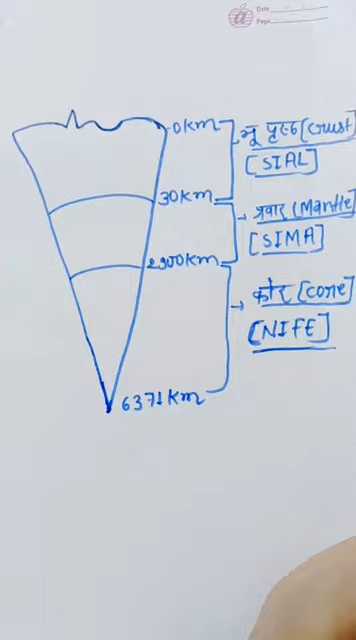 Date
Page
0km
भू पृष्ठ [crust]
[SIAL]
30km
प्रवार (Mantle)
[SIMA]
2900km
कोर [core]
[NIFE]
6371km